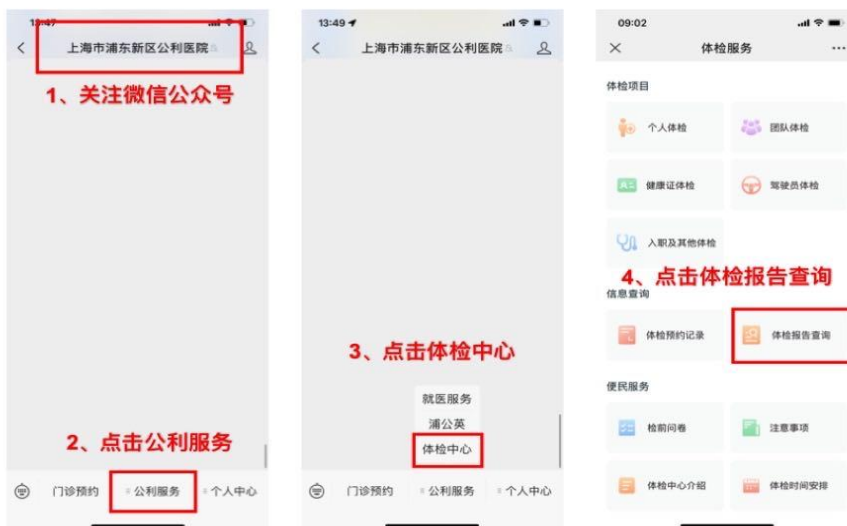 13:47
上海市浦东新区公利医院
1、关注微信公众号
2、点击公利服务
门诊预约
公利服务
个人中心
13:49
上海市浦东新区公利医院
3、点击体检中心
就医服务
浦公英
体检中心
门诊预约
公利服务
个人中心
09:02
体检服务
体检项目
个人体检
团队体检
健康证体检
驾驶员体检
入职及其他体检
4、点击体检报告查询
信息查询
体检预约记录
体检报告查询
便民服务
检前问卷
注意事项
体检中心介绍
体检时间安排